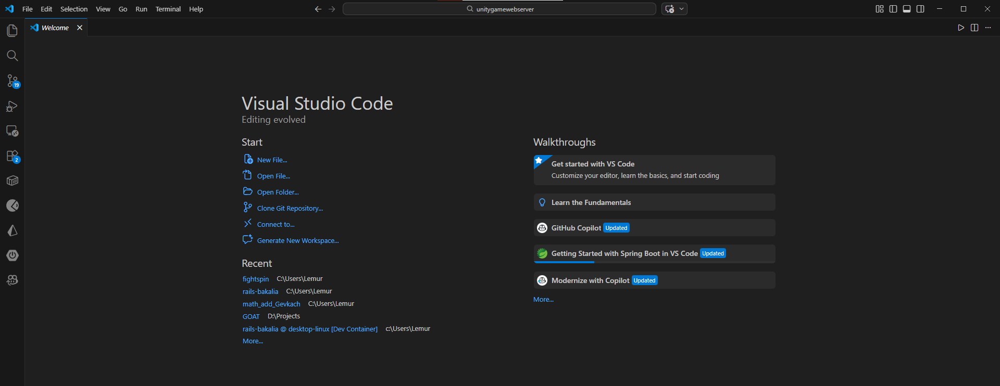 File Edit Selection View Go Run Terminal Help
unitygamewebserver
Welcome
19
2
Visual Studio Code
Editing evolved
Start
New File...
Open File...
Open Folder...
Clone Git Repository...
Connect to...
Generate New Workspace...
Recent
fightspin C:\Users\Lemur
rails-bakalia C:\Users\Lemur
math_add_Gevkach C:\Users\Lemur
GOAT D:\Projects
rails-bakalia @ desktop-linux [Dev Container] c:\Users\Lemur
More...
Walkthroughs
Get started with VS Code
Customize your editor, learn the basics, and start coding
Learn the Fundamentals
GitHub Copilot Updated
Getting Started with Spring Boot in VS Code Updated
Modernize with Copilot Updated
More...